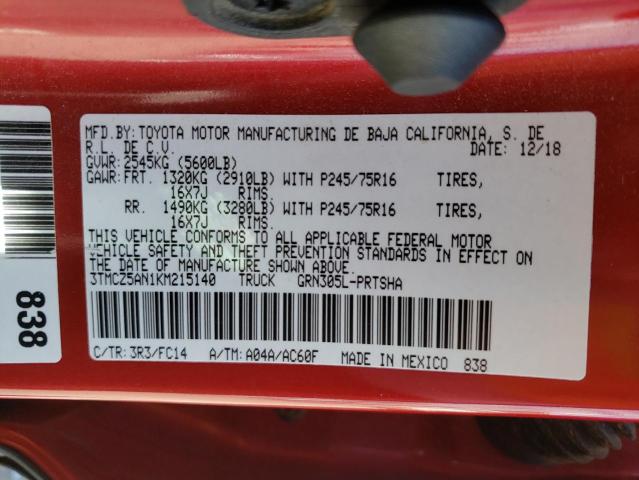 MFD.BY: TOYOTA MOTOR MANUFACTURING DE BAJA CALIFORNIA, S. DE
R.L. DE C.V. DATE: 12/18
GVWR: 2545KG (5600LB)
GAWR: FRT. 1320KG (2910LB) WITH P245/75R16 TIRES,
16X7J RIMS.
RR. 1490KG (3280LB) WITH P245/75R16 TIRES,
16X7J RIMS.
THIS VEHICLE CONFORMS TO ALL APPLICABLE FEDERAL MOTOR
VEHICLE SAFETY AND THEFT PREVENTION STANDARDS IN EFFECT ON
THE DATE OF MANUFACTURE SHOWN ABOVE.
3TMCZ5AN1KM215140 TRUCK GRN305L-PRTSHA
C/TR: 3R3/FC14 A/TM: A04A/AC60F MADE IN MEXICO 838
838